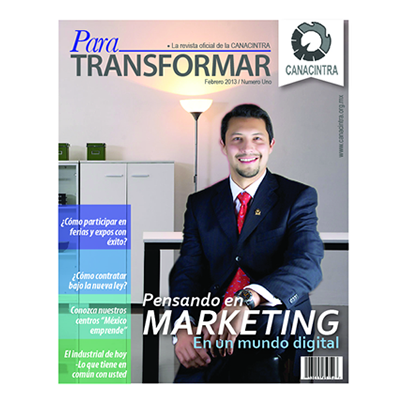 Para
• La revista oficial de la CANACINTRA
TRANSFORMAR
Febrero 2013 / Numero Uno
CANACINTRA
www.canacintra.org.mx
¿Cómo participar en
ferias y expos con
éxito?
¿Cómo contratar
bajo la nueva ley?
Conozca nuestros
centros "México
emprende"
El industrial de hoy
-Lo que tiene en
común con usted
Pensando en
MARKETING
En un mundo digital